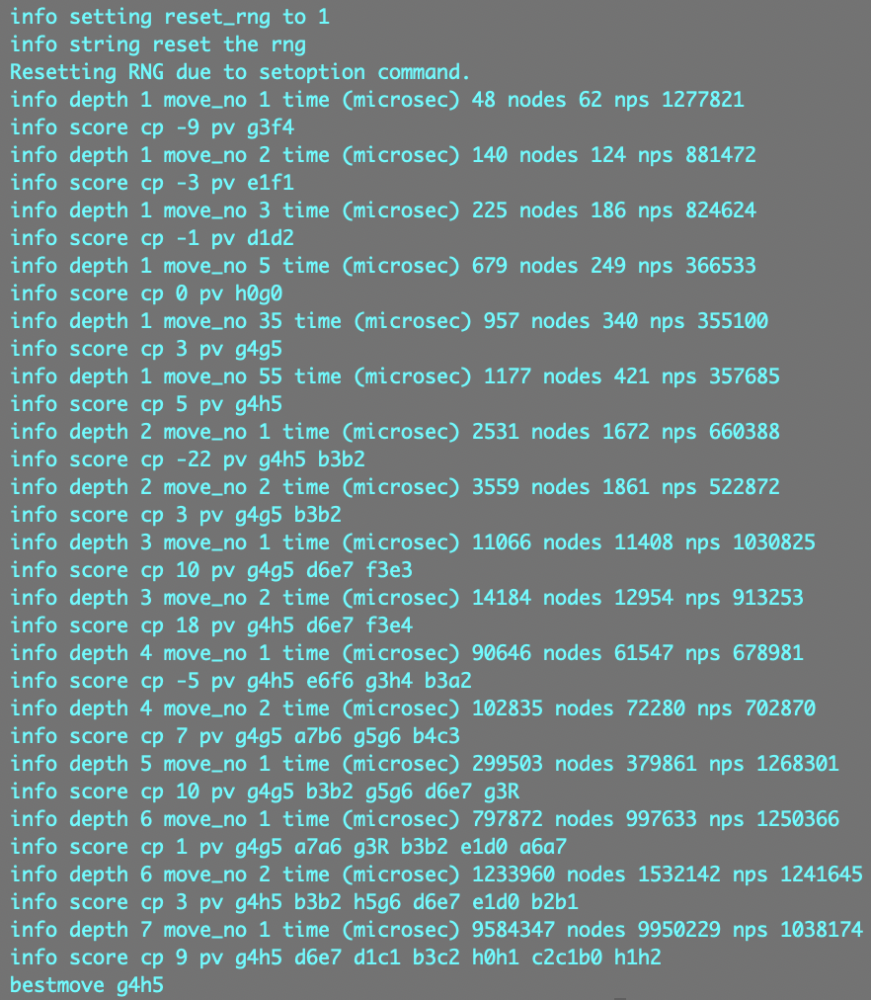 info setting reset_rng to 1
info string reset the rng
Resetting RNG due to setoption command.
info depth 1 move_no 1 time (microsec) 48 nodes 62 nps 1277821
info score cp -9 pv g3f4
info depth 1 move_no 2 time (microsec) 140 nodes 124 nps 881472
info score cp -3 pv e1f1
info depth 1 move_no 3 time (microsec) 225 nodes 186 nps 824624
info score cp -1 pv d1d2
info depth 1 move_no 5 time (microsec) 679 nodes 249 nps 366533
info score cp 0 pv h0g0
info depth 1 move_no 35 time (microsec) 957 nodes 340 nps 355100
info score cp 3 pv g4g5
info depth 1 move_no 55 time (microsec) 1177 nodes 421 nps 357685
info score cp 5 pv g4h5
info depth 2 move_no 1 time (microsec) 2531 nodes 1672 nps 660388
info score cp -22 pv g4h5 b3b2
info depth 2 move_no 2 time (microsec) 3559 nodes 1861 nps 522872
info score cp 3 pv g4g5 b3b2
info depth 3 move_no 1 time (microsec) 11066 nodes 11408 nps 1030825
info score cp 10 pv g4g5 d6e7 f3e3
info depth 3 move_no 2 time (microsec) 14184 nodes 12954 nps 913253
info score cp 18 pv g4h5 d6e7 f3e4
info depth 4 move_no 1 time (microsec) 90646 nodes 61547 nps 678981
info score cp -5 pv g4h5 e6f6 g3h4 b3a2
info depth 4 move_no 2 time (microsec) 102835 nodes 72280 nps 702870
info score cp 7 pv g4g5 a7b6 g5g6 b4c3
info depth 5 move_no 1 time (microsec) 299503 nodes 379861 nps 1268301
info score cp 10 pv g4g5 b3b2 g5g6 d6e7 g3R
info depth 6 move_no 1 time (microsec) 797872 nodes 997633 nps 1250366
info score cp 1 pv g4g5 a7a6 g3R b3b2 e1d0 a6a7
info depth 6 move_no 2 time (microsec) 1233960 nodes 1532142 nps 1241645
info score cp 3 pv g4h5 b3b2 h5g6 d6e7 e1d0 b2b1
info depth 7 move_no 1 time (microsec) 9584347 nodes 9950229 nps 1038174
info score cp 9 pv g4h5 d6e7 d1c1 b3c2 h0h1 c2c1b0 h1h2
bestmove g4h5